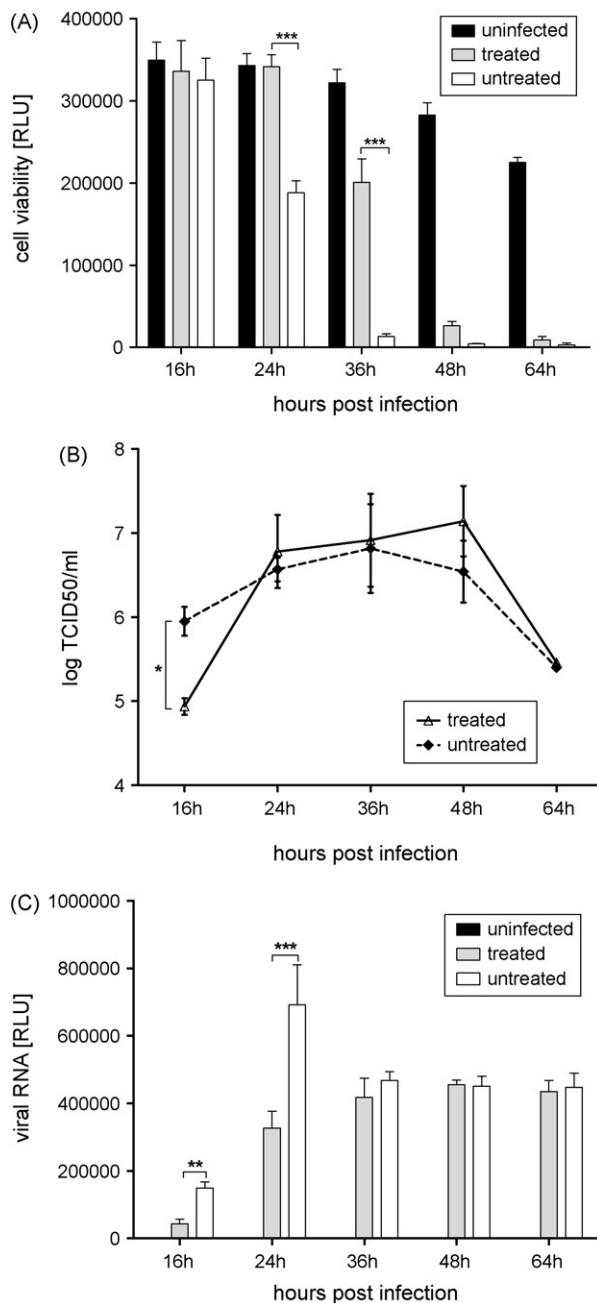 (A)
uninfected
treated
untreated
400000
300000
200000
100000
0
cell viability [RLU]
***
***
16h 24h 36h 48h 64h
hours post infection
(B)
8
7
6
5
4
log TCID50/ml
*
treated
untreated
16h 24h 36h 48h 64h
hours post infection
(C)
1000000
800000
600000
400000
200000
0
viral RNA [RLU]
uninfected
treated
untreated
***
**
16h 24h 36h 48h 64h
hours post infection